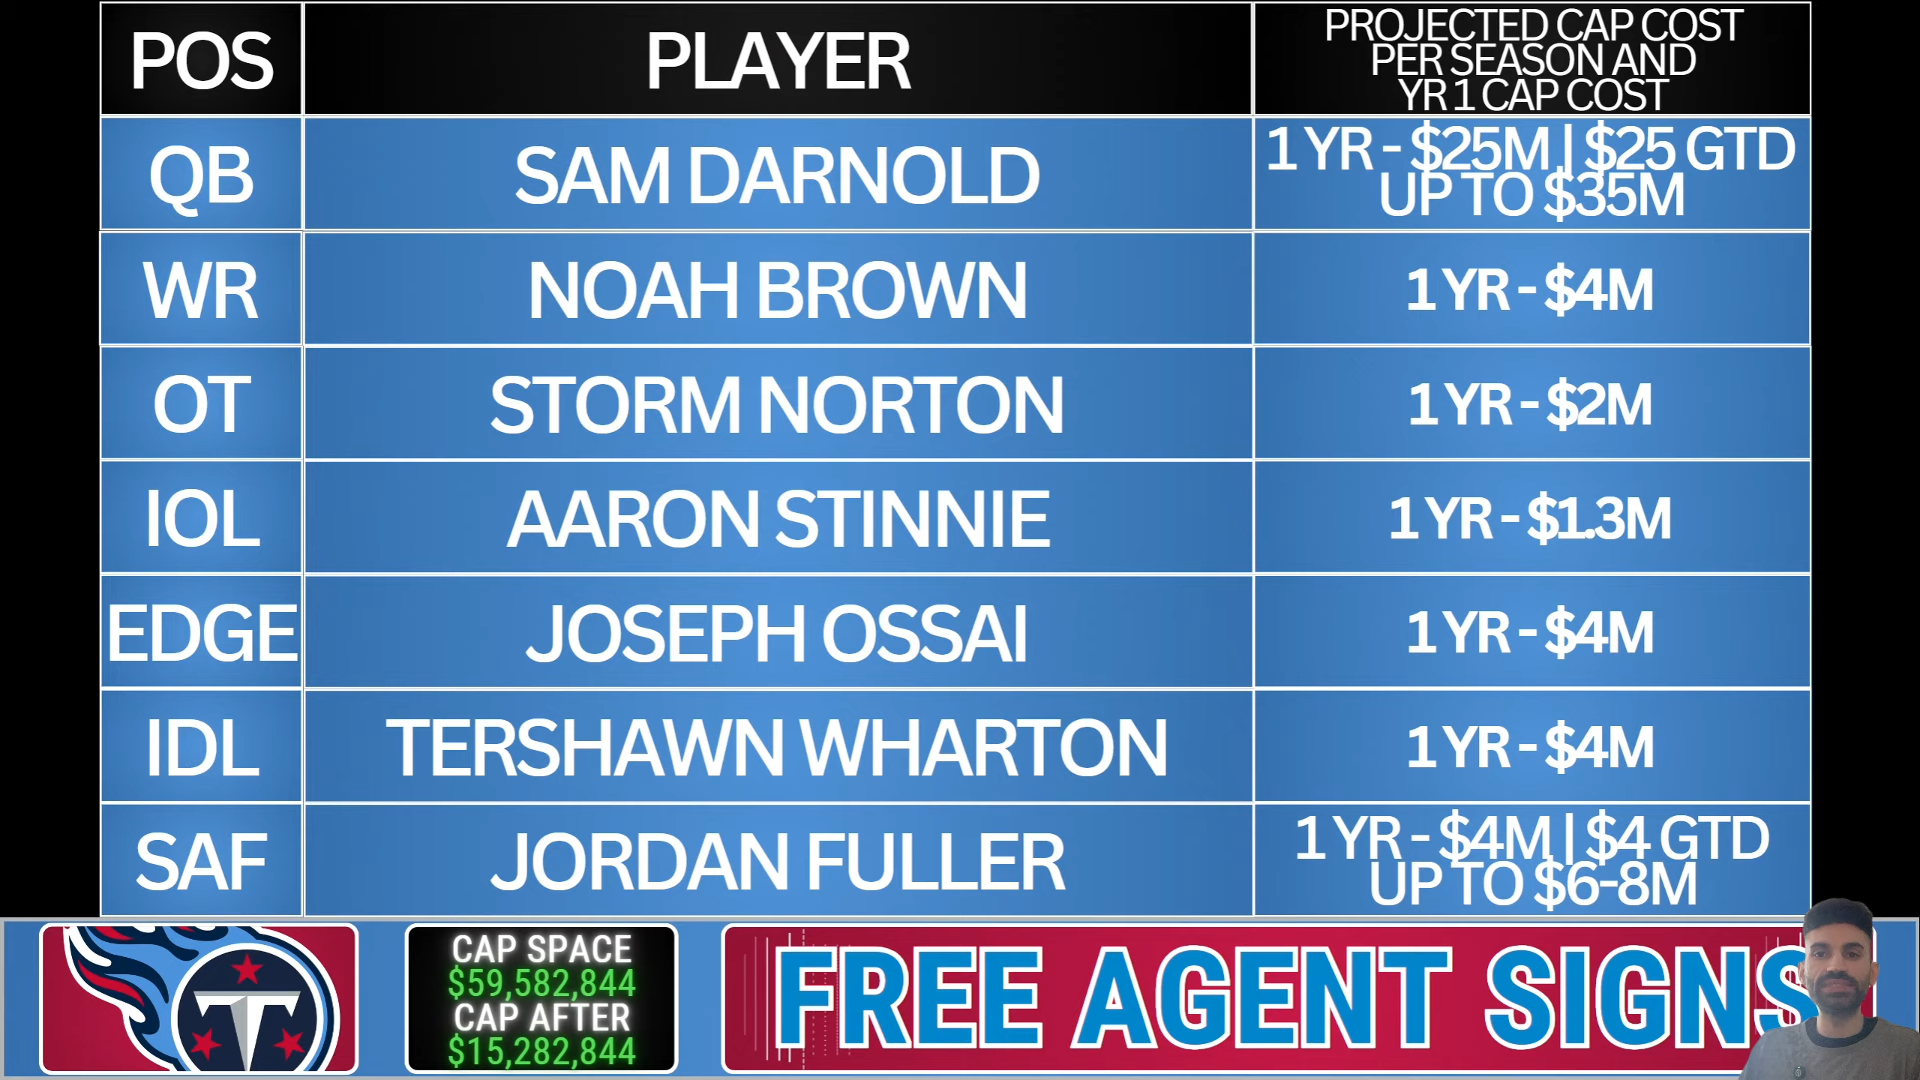 POS
PLAYER
PROJECTED CAP COST
PER SEASON AND
YR 1 CAP COST
QB
SAM DARNOLD
1 YR - $25M | $25 GTD
UP TO $35M
WR
NOAH BROWN
1 YR - $4M
OT
STORM NORTON
1 YR - $2M
IOL
AARON STINNIE
1 YR - $1.3M
EDGE
JOSEPH OSSAI
1 YR - $4M
IDL
TERSHAWN WHARTON
1 YR - $4M
SAF
JORDAN FULLER
1 YR - $4M | $4 GTD
UP TO $6-8M
T
CAP SPACE
$59,582,844
CAP AFTER
$15,282,844
FREE AGENT SIGNS